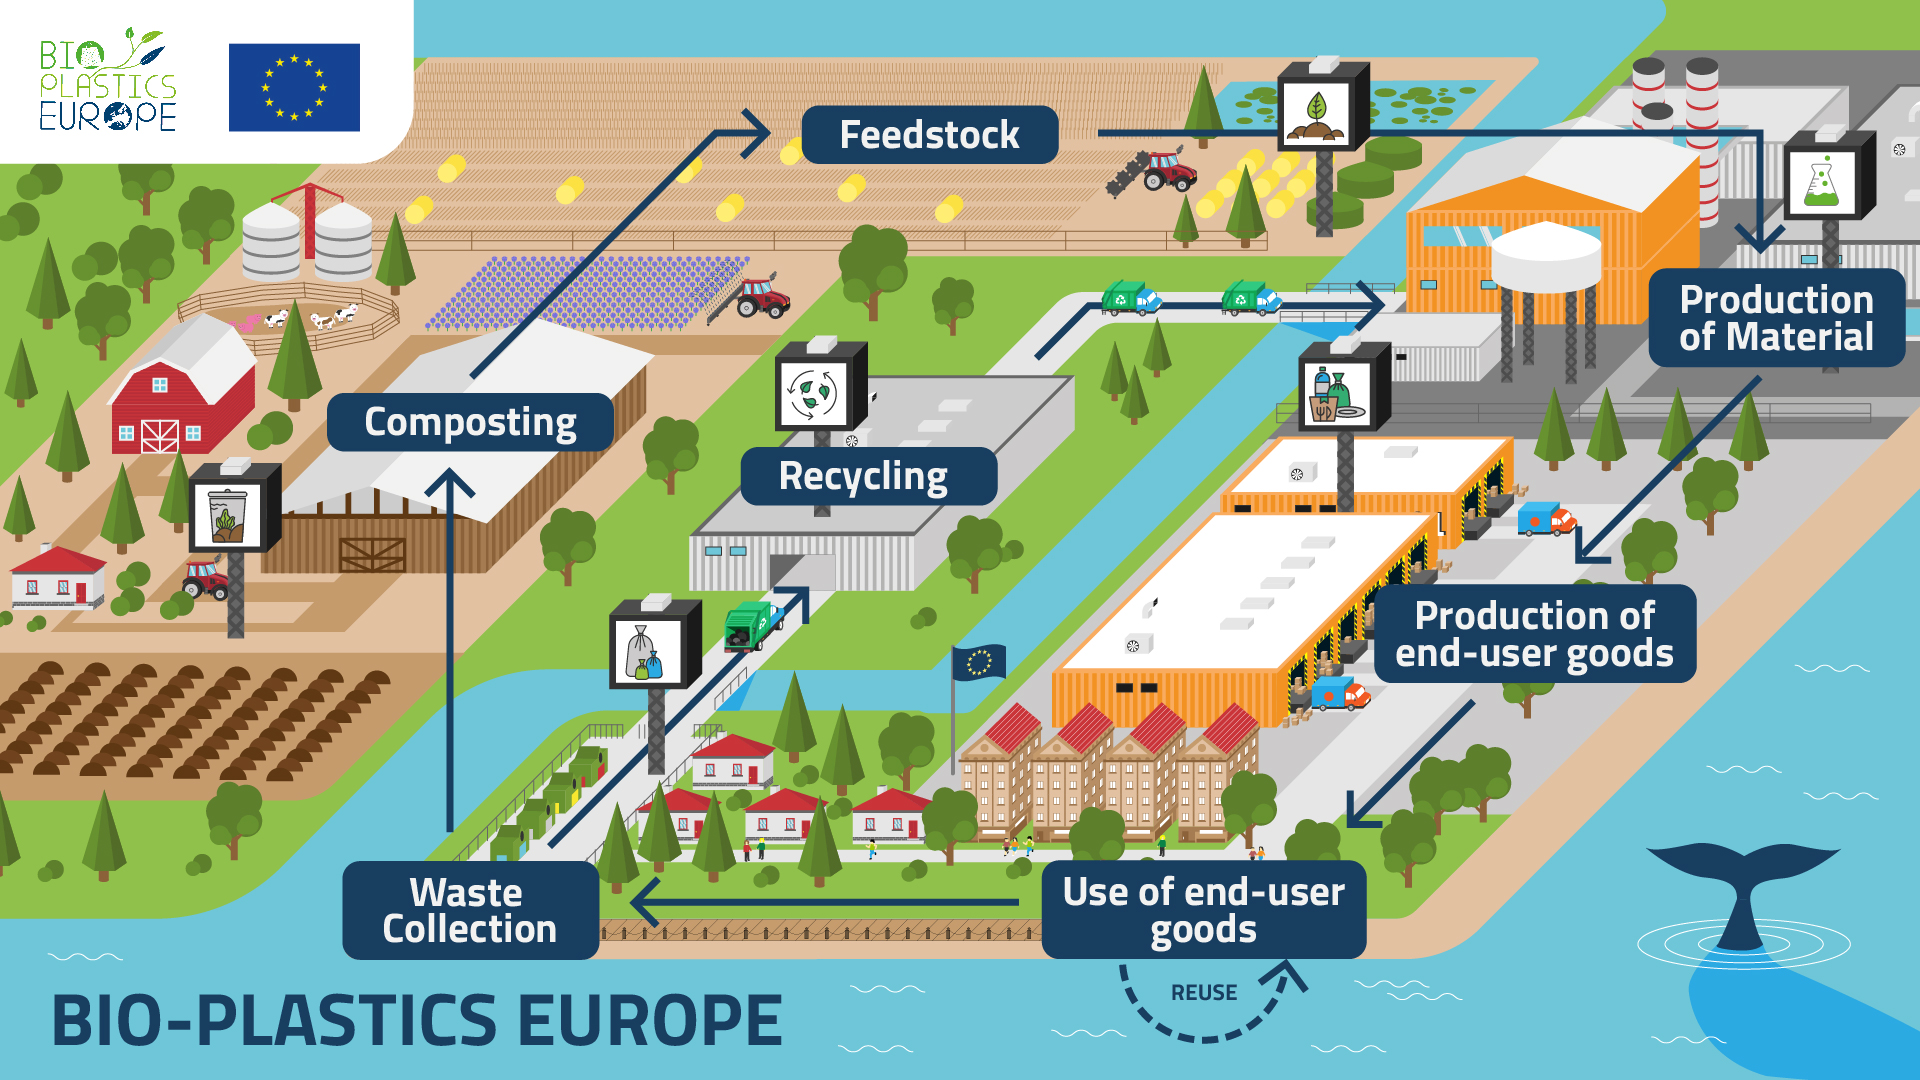 BIO
PLASTICS
EUROPE
Feedstock
Production
of Material
Composting
Recycling
Production of
end-user goods
Waste
Collection
Use of end-user
goods
REUSE
BIO-PLASTICS EUROPE